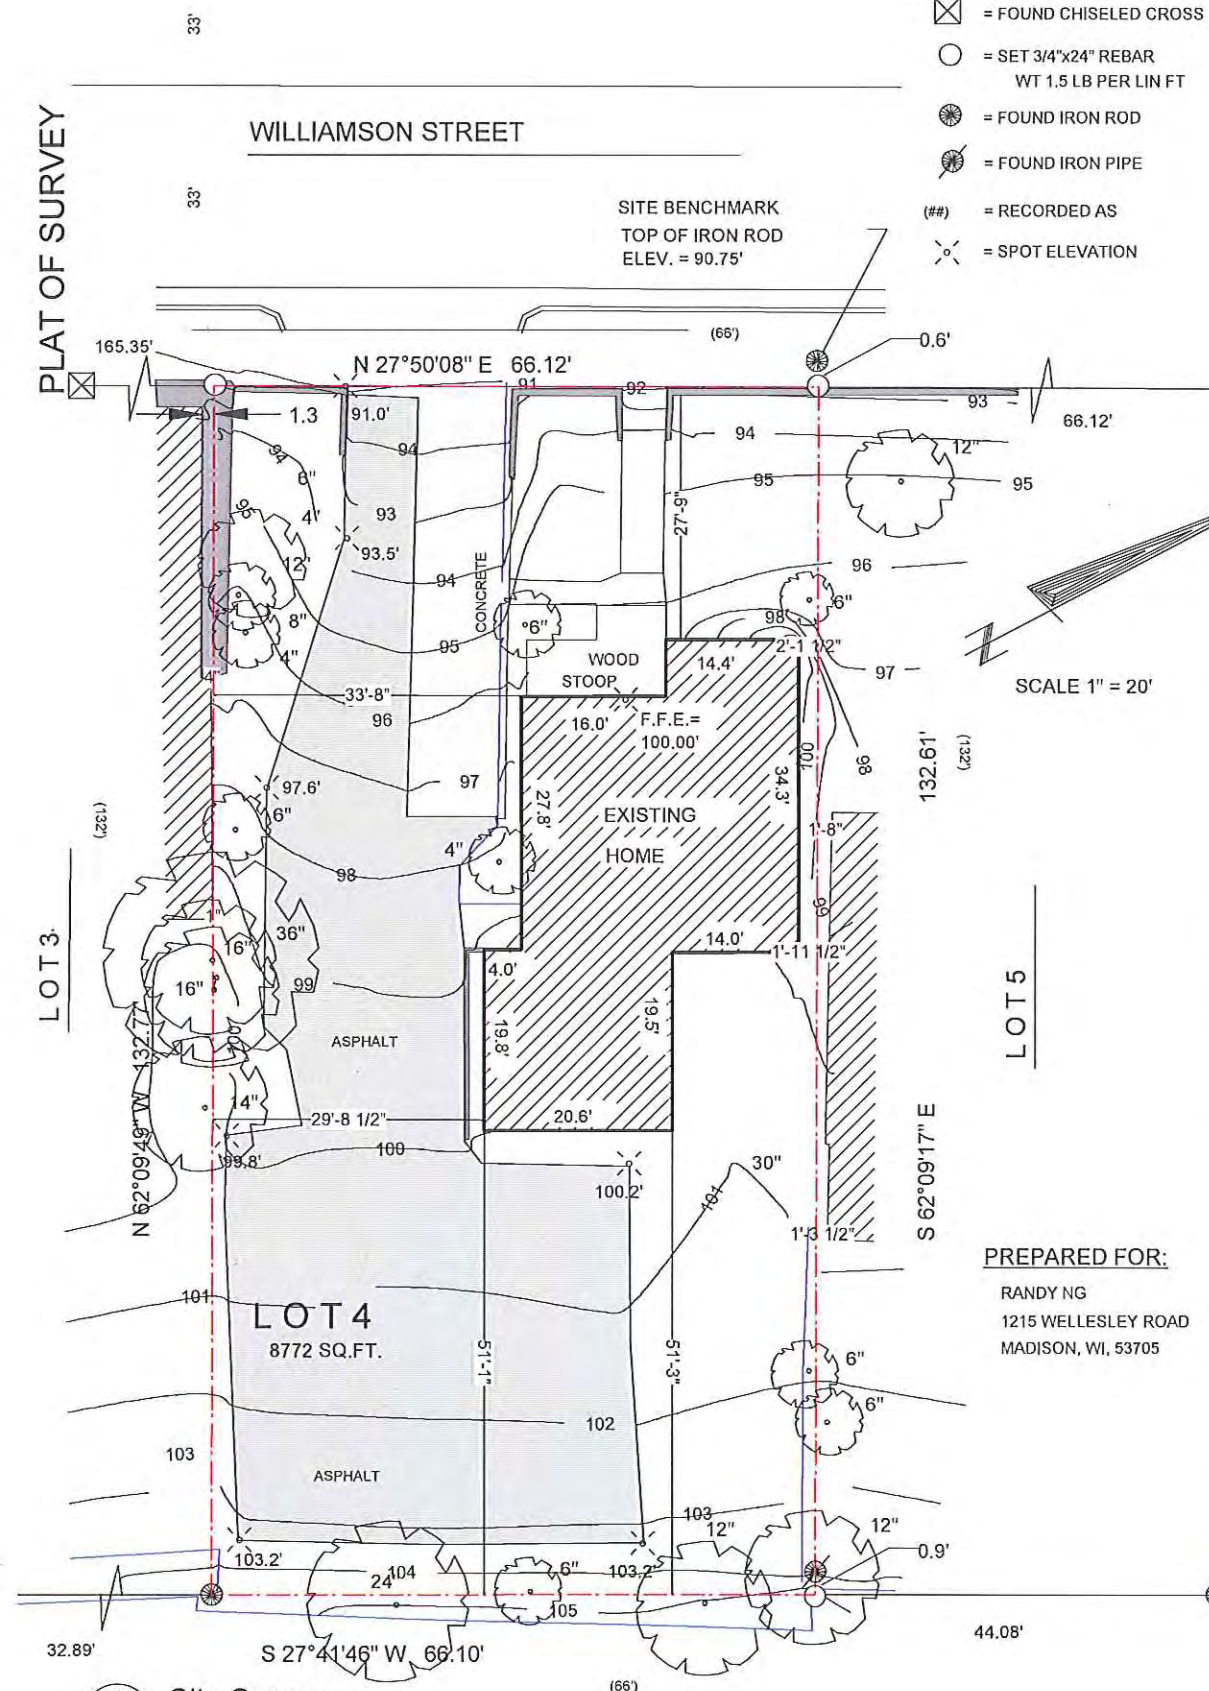 33'
= FOUND CHISELED CROSS
= SET 3/4"x24" REBAR
WT 1.5 LB PER LIN FT
= FOUND IRON ROD
= FOUND IRON PIPE
(##) = RECORDED AS
= SPOT ELEVATION
PLAT OF SURVEY
WILLIAMSON STREET
33'
SITE BENCHMARK
TOP OF IRON ROD
ELEV. = 90.75'
(66')
0.6'
165.35'
N 27°50'08" E 66.12'
91
92
93
66.12'
1.3
91.0'
94
94
94
12"
95
95
6"
95
4'
93
27'-9"
93.5'
12'
94
96
CONCRETE
6"
8"
6"
98
95
4"
WOOD
STOOP
14.4'
2'-1 1/2"
97
4"
33'-8"
SCALE 1" = 20'
96
16.0'
F.F.E.=
100.00'
132.61'
(132')
100
98
97
97.6'
34.3'
27.8'
EXISTING
HOME
6"
1'-8"
(132')
4"
98
99
LOT 3
1"
36"
16"
14.0'
1'-11 1/2"
4.0'
16"
99
LOT 5
19.5'
19.8'
ASPHALT
14"
29'-8 1/2"
20.6'
N 62°09'49" W 132.77'
100
99.8'
30"
S 62°09'17" E
100.2'
101
1'-3 1/2"
PREPARED FOR:
RANDY NG
1215 WELLESLEY ROAD
MADISON, WI, 53705
101
LOT 4
8772 SQ.FT.
51'-1"
51'-3"
6"
6"
102
103
ASPHALT
103
12"
12"
103.2'
103.2'
0.9'
24"
104
6"
105
32.89'
S 27°41'46" W 66.10'
44.08'
(66')